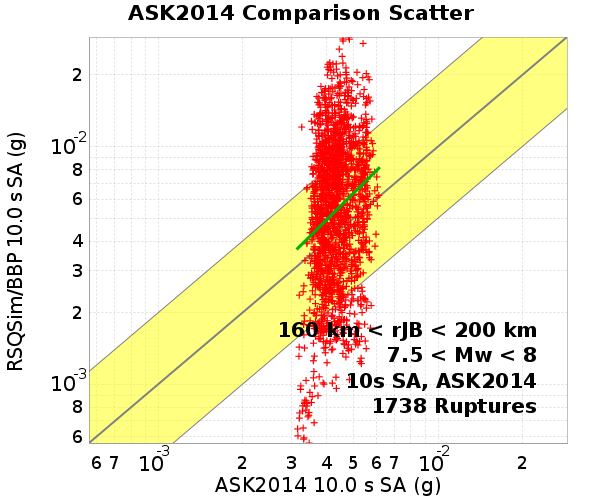 ASK2014 Comparison Scatter
RSQSim/BBP 10.0 s SA (g)
2
10-2
8
6
4
3
2
10-3
8
6
160 km < rJB < 200 km
7.5 < Mw < 8
10s SA, ASK2014
1738 Ruptures
6 7 10-3 2 3 4 5 6 7 10-2 2
ASK2014 10.0 s SA (g)